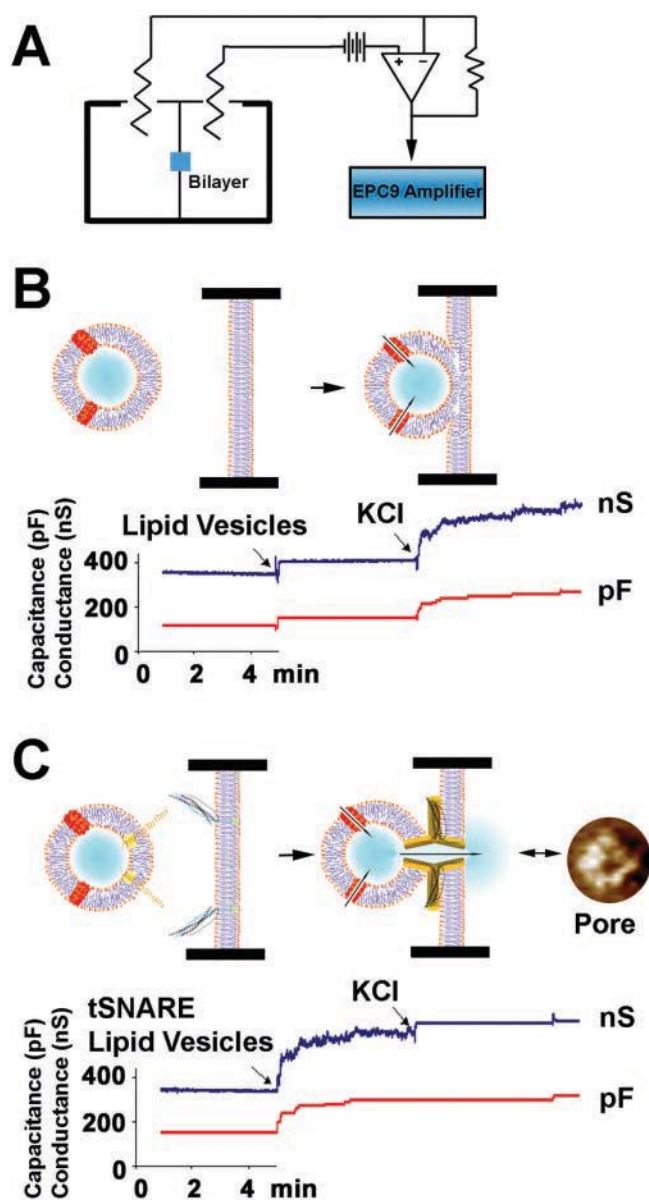 A
+ −
Bilayer
EPC9 Amplifier
B
Lipid Vesicles
KCl
nS
pF
Capacitance (pF)
Conductance (nS)
400
200
0
0 2 4 min
C
Pore
tSNARE
Lipid Vesicles
KCl
nS
pF
Capacitance (pF)
Conductance (nS)
400
200
0
0 2 4 min